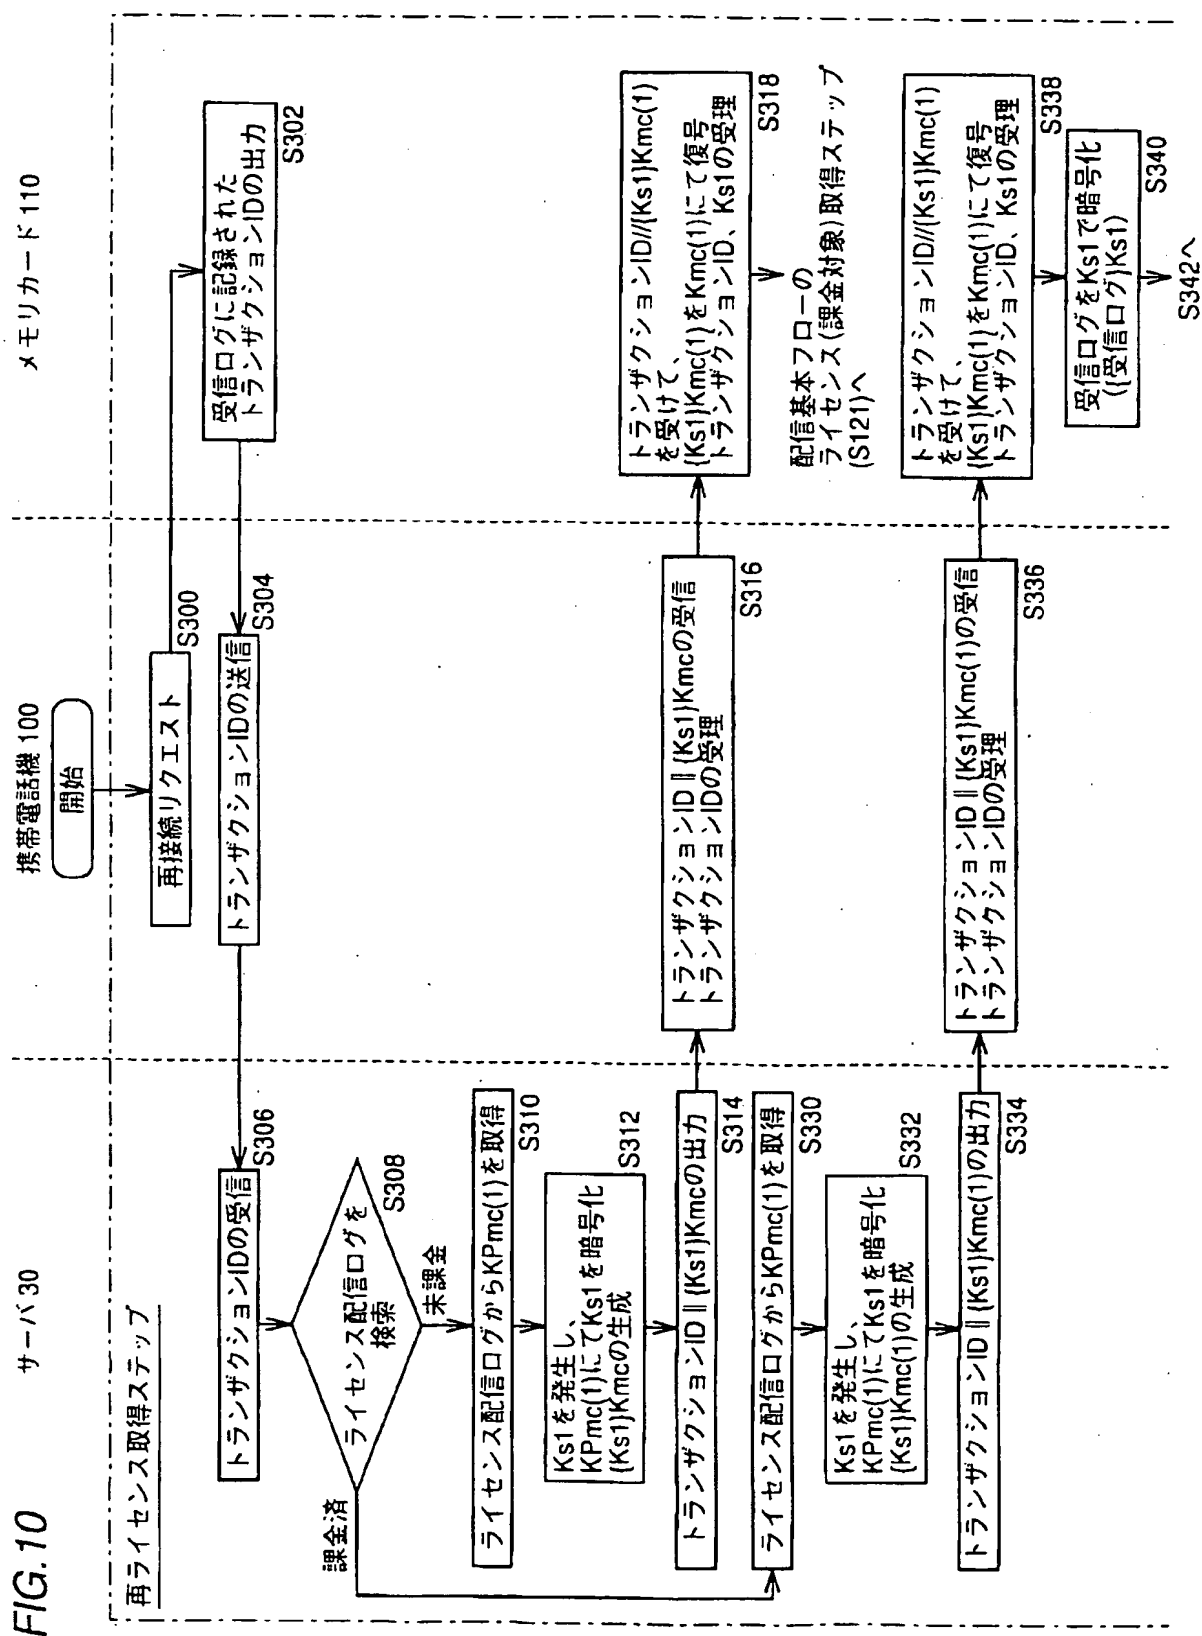 FIG.10
サーバ30
携帯電話機 100
メモリカード110
再ライセンス取得ステップ
開始
再接続リクエスト
S300
受信ログに記録された
トランザクションIDの出力
S302
トランザクションIDの送信
S304
トランザクションIDの受信
S306
ライセンス配信ログを
検索
S308
課金済
未課金
ライセンス配信ログからKPmc(1)を取得
S310
Ks1を発生し、
KPmc(1)にてKs1を暗号化
{Ks1}Kmcの生成
S312
トランザクションID∥{Ks1}Kmcの出力
S314
トランザクションID∥{Ks1}Kmcの受信
トランザクションIDの受理
S316
トランザクションID//{Ks1}Kmc(1)
を受けて、
{Ks1}Kmc(1)をKmc(1)にて復号
トランザクションID、Ks1の受理
S318
配信基本フローの
ライセンス(課金対象)取得ステップ
(S121)へ
ライセンス配信ログからKPmc(1)を取得
S330
Ks1を発生し、
KPmc(1)にてKs1を暗号化
{Ks1}Kmc(1)の生成
S332
トランザクションID∥{Ks1}Kmc(1)の出力
S334
トランザクションID∥{Ks1}Kmc(1)の受信
トランザクションIDの受理
S336
トランザクションID//{Ks1}Kmc(1)
を受けて、
{Ks1}Kmc(1)をKmc(1)にて復号
トランザクションID、Ks1の受理
S338
受信ログをKs1で暗号化
({受信ログ}Ks1)
S340
S342へ